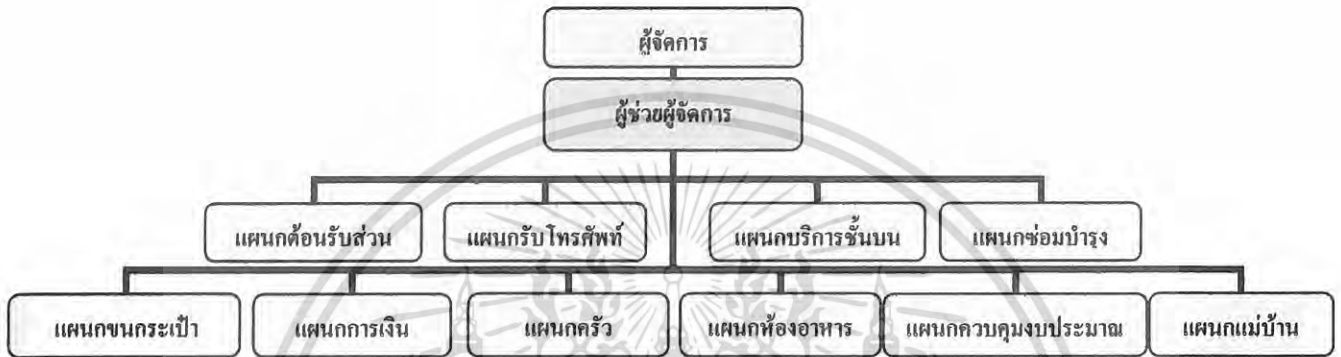 ผู้จัดการ
ผู้ช่วยผู้จัดการ
แผนกต้อนรับส่วน
แผนกรับโทรศัพท์
แผนกบริการชั้นบน
แผนกซ่อมบำรุง
แผนกขนกระเป๋า
แผนกการเงิน
แผนกครัว
แผนกห้องอาหาร
แผนกควบคุมงบประมาณ
แผนกแม่บ้าน